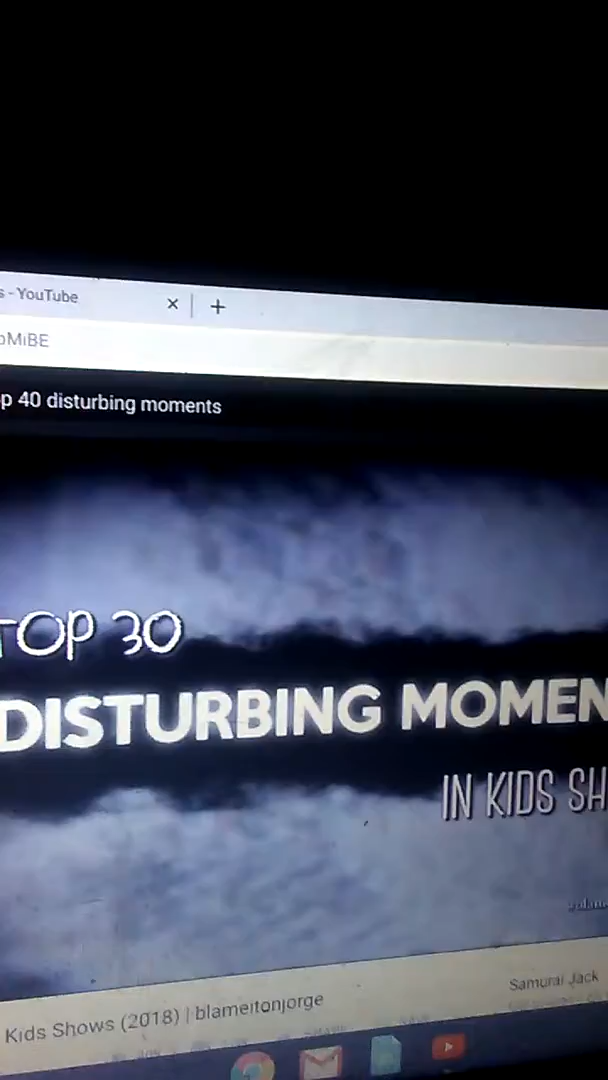 s - YouTube
oMiBE
p 40 disturbing moments
TOP 30
DISTURBING MOMEN
IN KIDS SH
Kids Shows (2018) | blameitonjorge
Samurai Jack